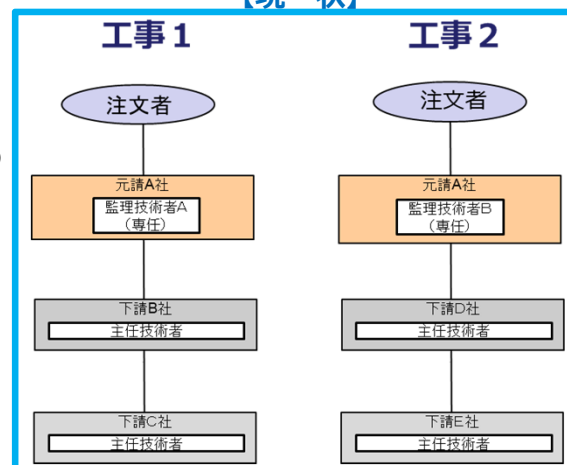 【現 状】
工事１
工事２
注文者
注文者
元請A社
監理技術者A
（専任）
元請A社
監理技術者B
（専任）
下請B社
主任技術者
下請D社
主任技術者
下請C社
主任技術者
下請E社
主任技術者